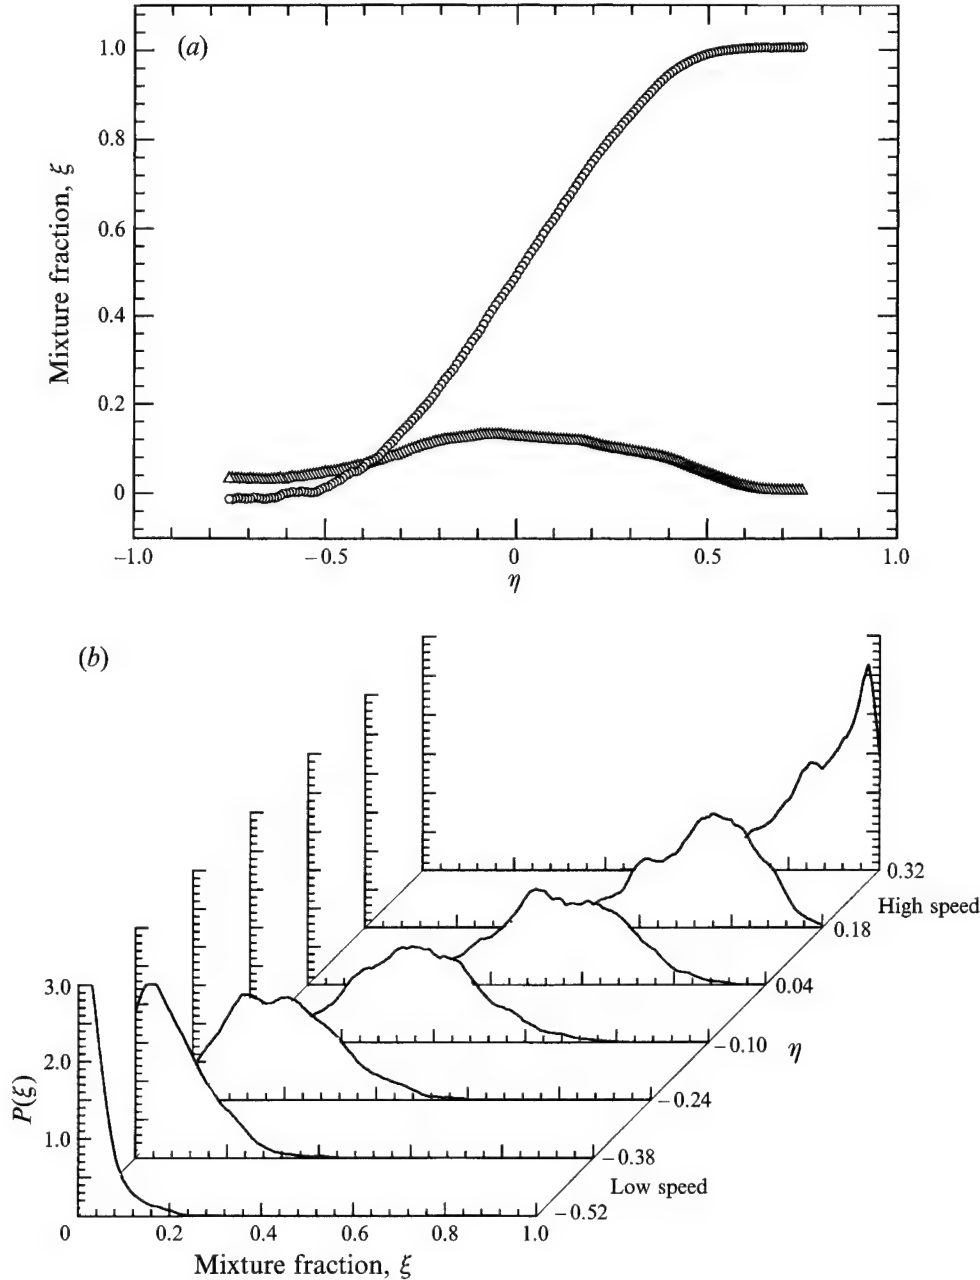 (a)
1.0
0.8
0.6
0.4
0.2
0
Mixture fraction, ξ
−1.0 −0.5 0 0.5 1.0
η
(b)
0.32
High speed
0.18
0.04
−0.10 η
−0.24
−0.38
Low speed
−0.52
3.0
2.0
1.0
P(ξ)
0 0.2 0.4 0.6 0.8 1.0
Mixture fraction, ξ